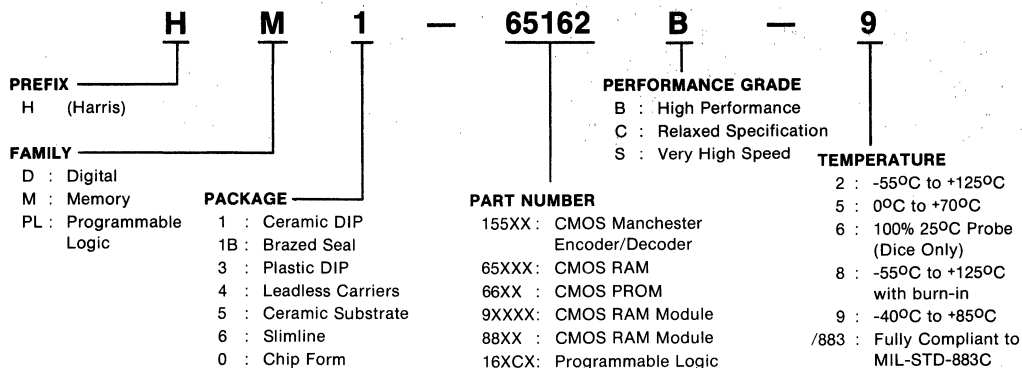 H M 1 — 65162 B — 9
PREFIX
H (Harris)
FAMILY
D : Digital
M : Memory
PL : Programmable
Logic
PACKAGE
1 : Ceramic DIP
1B : Brazed Seal
3 : Plastic DIP
4 : Leadless Carriers
5 : Ceramic Substrate
6 : Slimline
0 : Chip Form
PART NUMBER
155XX : CMOS Manchester
Encoder/Decoder
65XXX : CMOS RAM
66XX : CMOS PROM
9XXXX : CMOS RAM Module
88XX : CMOS RAM Module
16XCX : Programmable Logic
PERFORMANCE GRADE
B : High Performance
C : Relaxed Specification
S : Very High Speed
TEMPERATURE
2 : -55ºC to +125ºC
5 : 0ºC to +70ºC
6 : 100% 25ºC Probe
(Dice Only)
8 : -55ºC to +125ºC
with burn-in
9 : -40ºC to +85ºC
/883 : Fully Compliant to
MIL-STD-883C